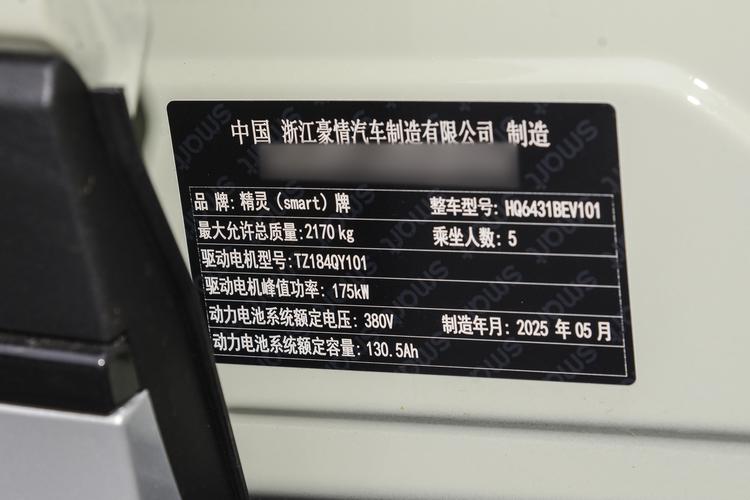 中国 浙江豪情汽车制造有限公司 制造
品 牌: 精灵 (smart) 牌 整车型号: HQ6431BEV101
最大允许总质量: 2170 kg 乘坐人数: 5
驱动电机型号: TZ184QY101
驱动电机峰值功率: 175kW
动力电池系统额定电压: 380V 制造年月: 2025 年 05 月
动力电池系统额定容量: 130.5Ah